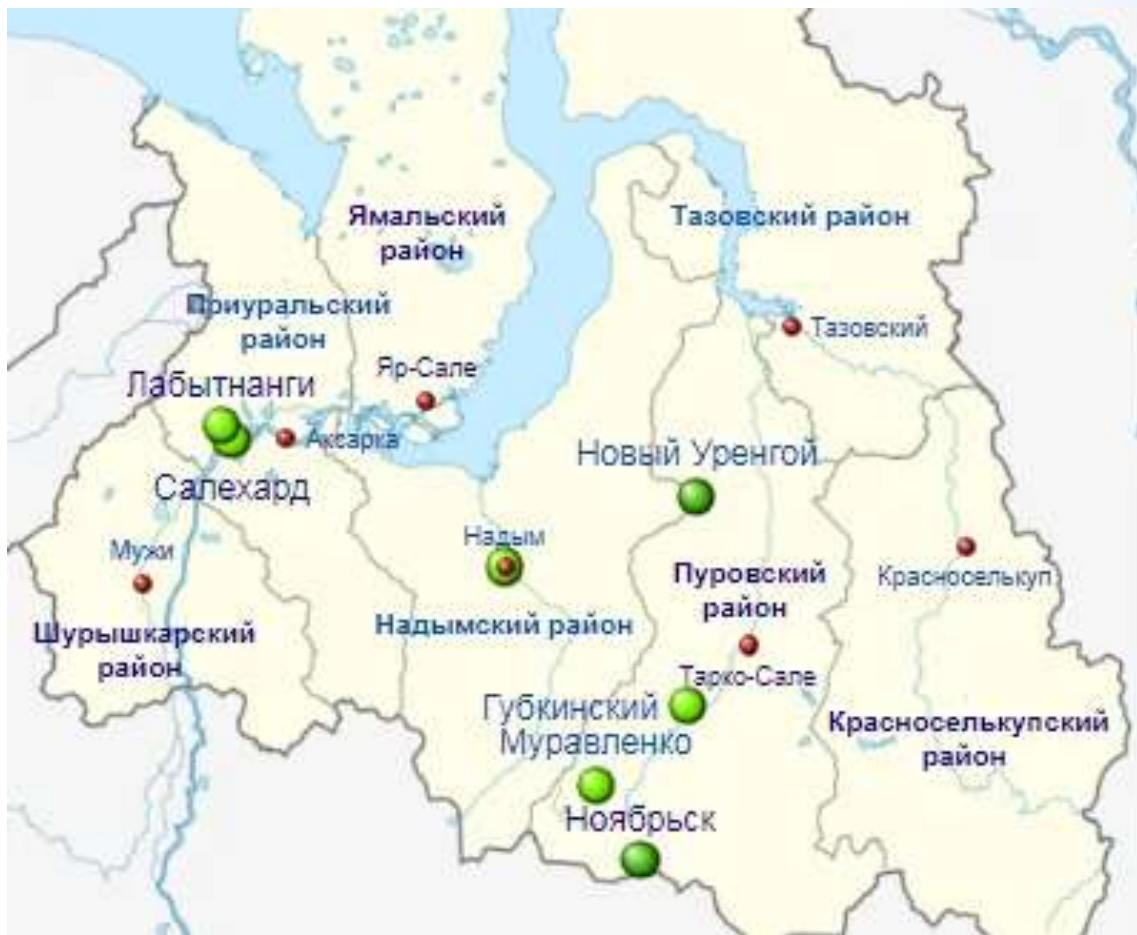 Ямальский
район
Тазовский район
Приуральский
район
Тазовский
Яр-Сале
Лабытнанги
Аксарка
Новый Уренгой
Салехард
Надым
Мужи
Красноселькуп
Пуровский
район
Шурышкарский
район
Надымский район
Тарко-Сале
Губкинский
Муравленко
Красноселькупский
район
Ноябрьск